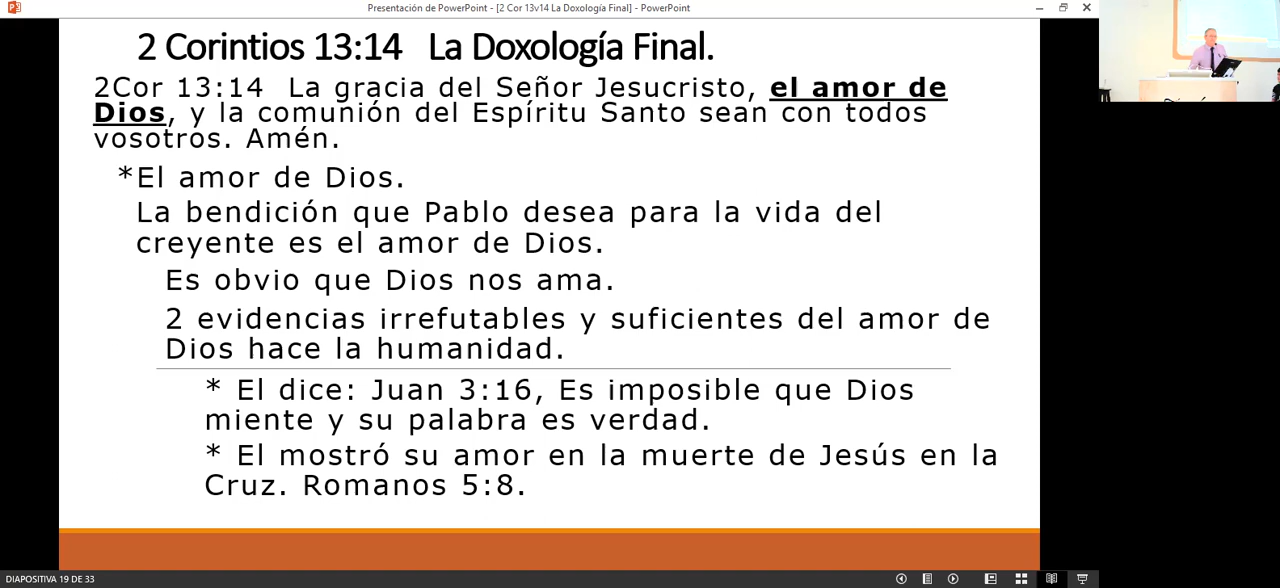 Presentación de PowerPoint - [2 Cor 13v14 La Doxología Final] - PowerPoint
2 Corintios 13:14 La Doxología Final.
2Cor 13:14 La gracia del Señor Jesucristo, el amor de
Dios, y la comunión del Espíritu Santo sean con todos
vosotros. Amén.
*El amor de Dios.
La bendición que Pablo desea para la vida del
creyente es el amor de Dios.
Es obvio que Dios nos ama.
2 evidencias irrefutables y suficientes del amor de
Dios hace la humanidad.
* El dice: Juan 3:16, Es imposible que Dios
miente y su palabra es verdad.
* El mostró su amor en la muerte de Jesús en la
Cruz. Romanos 5:8.
DIAPOSITIVA 19 DE 33